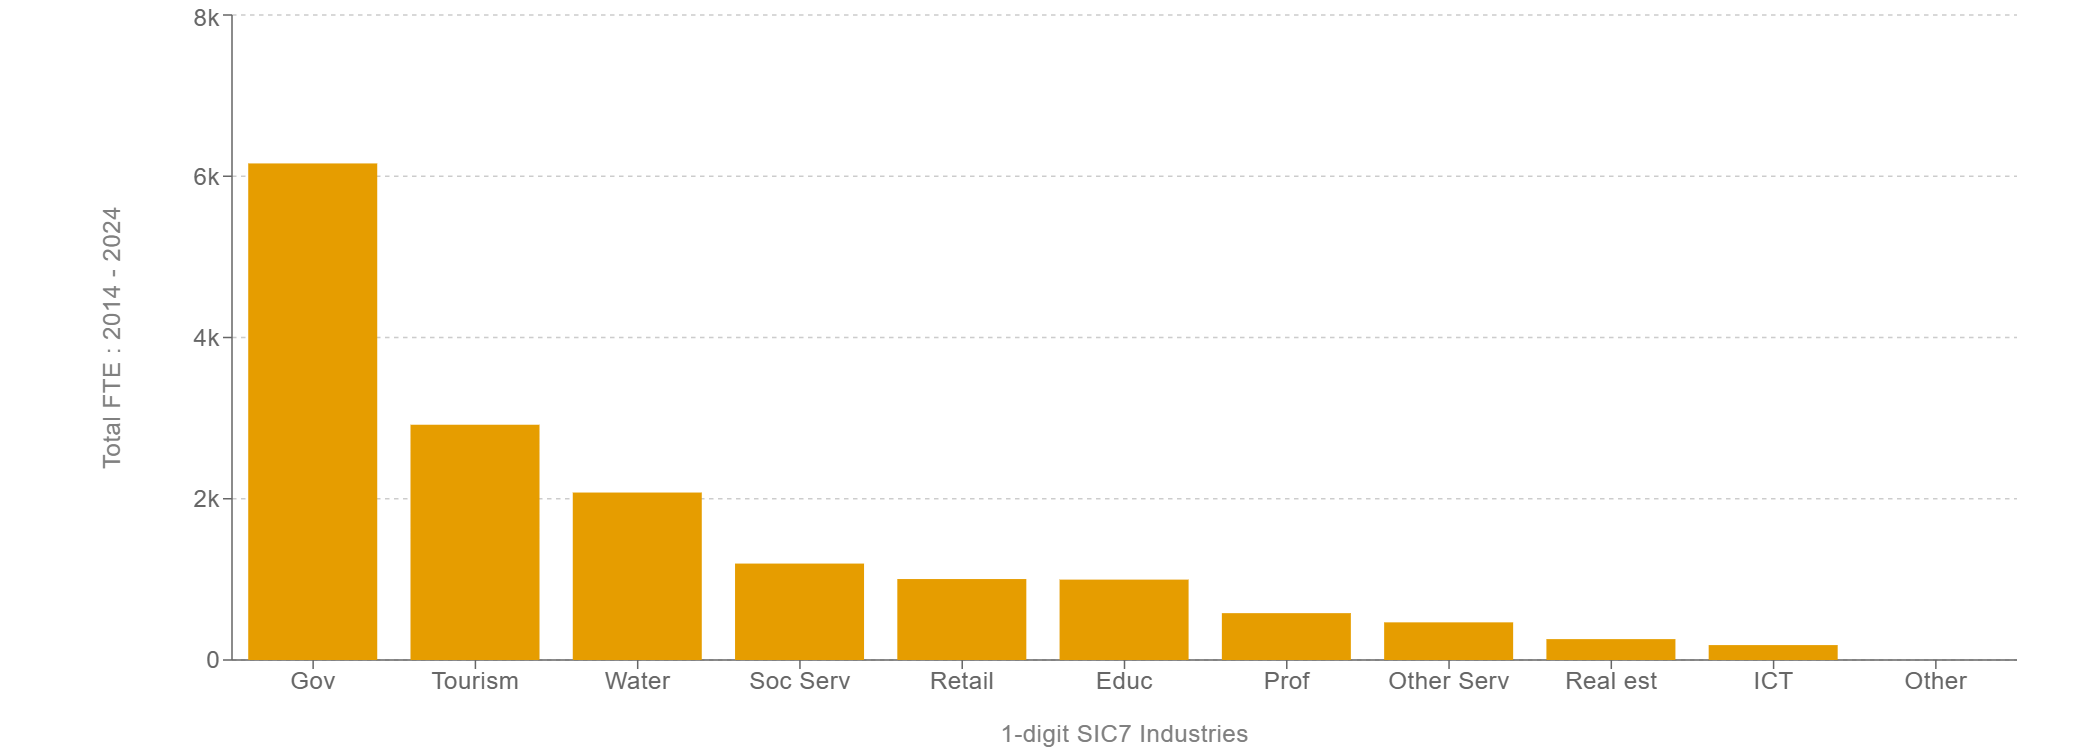 8k
6k
4k
2k
0
Total FTE : 2014 - 2024
Gov Tourism Water Soc Serv Retail Educ Prof Other Serv Real est ICT Other
1-digit SIC7 Industries